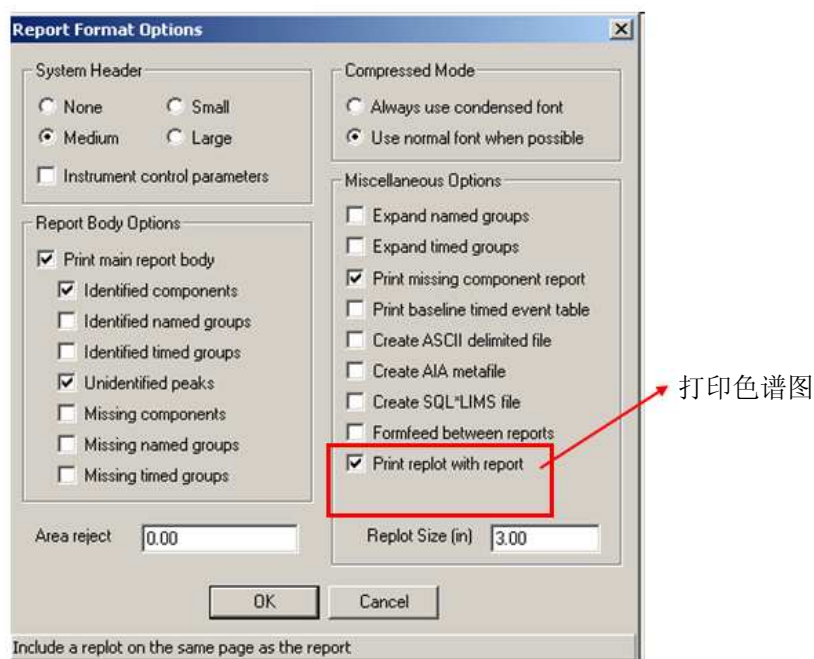 Report Format Options
System Header
None
Small
Medium
Large
Instrument control parameters
Report Body Options
Print main report body
Identified components
Identified named groups
Identified timed groups
Unidentified peaks
Missing components
Missing named groups
Missing timed groups
Area reject
0.00
Compressed Mode
Always use condensed font
Use normal font when possible
Miscellaneous Options
Expand named groups
Expand timed groups
Print missing component report
Print baseline timed event table
Create ASCII delimited file
Create AIA metafile
Create SQL*LIMS file
Formfeed between reports
Print replot with report
Replot Size (in)
3.00
打印色谱图
OK
Cancel
Include a replot on the same page as the report